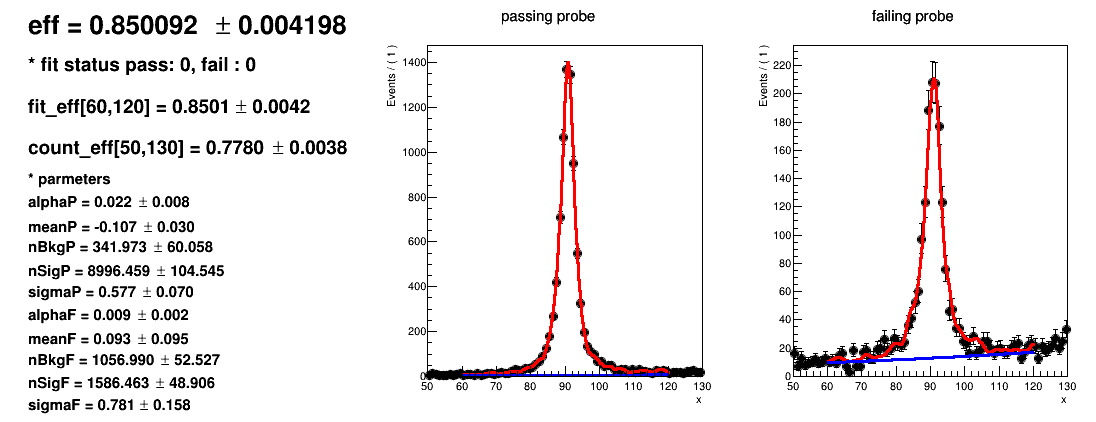 eff = 0.850092 ± 0.004198
* fit status pass: 0, fail : 0
fit_eff[60,120] = 0.8501 ± 0.0042
count_eff[50,130] = 0.7780 ± 0.0038
* parmeters
alphaP = 0.022 ± 0.008
meanP = -0.107 ± 0.030
nBkgP = 341.973 ± 60.058
nSigP = 8996.459 ± 104.545
sigmaP = 0.577 ± 0.070
alphaF = 0.009 ± 0.002
meanF = 0.093 ± 0.095
nBkgF = 1056.990 ± 52.527
nSigF = 1586.463 ± 48.906
sigmaF = 0.781 ± 0.158
passing probe
Events / ( 1 )
1400
1200
1000
800
600
400
200
0
50 60 70 80 90 100 110 120 130
x
failing probe
Events / ( 1 )
220
200
180
160
140
120
100
80
60
40
20
0
50 60 70 80 90 100 110 120 130
x